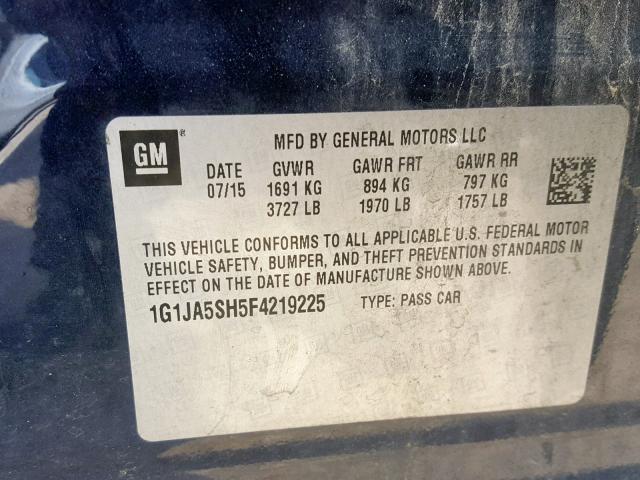 MFD BY GENERAL MOTORS LLC
GM®
DATE GVWR GAWR FRT GAWR RR
07/15 1691 KG 894 KG 797 KG
3727 LB 1970 LB 1757 LB
THIS VEHICLE CONFORMS TO ALL APPLICABLE U.S. FEDERAL MOTOR
VEHICLE SAFETY, BUMPER, AND THEFT PREVENTION STANDARDS IN
EFFECT ON THE DATE OF MANUFACTURE SHOWN ABOVE.
1G1JA5SH5F4219225 TYPE: PASS CAR